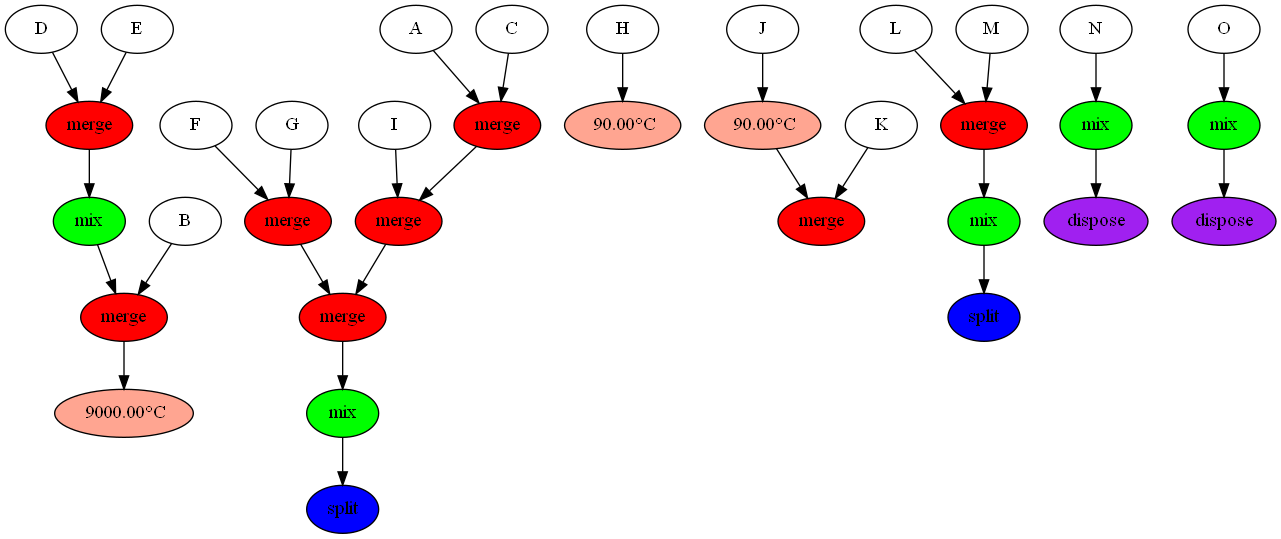 D E A C H J L M N O
merge F G I merge 90.00°C 90.00°C K merge mix mix
mix B merge merge merge mix dispose dispose
merge merge split
9000.00°C mix
split